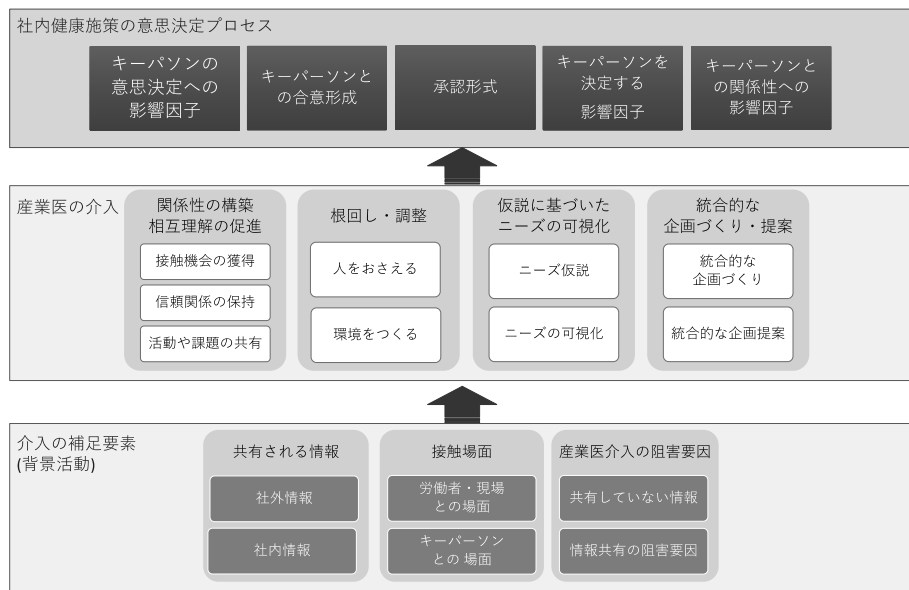 社内健康施策の意思決定プロセス
キーパソンの
意思決定への
影響因子
キーパーソンと
の合意形成
承認形式
キーパーソンを
決定する
影響因子
キーパーソンと
の関係性への
影響因子
産業医の介入
関係性の構築
相互理解の促進
接触機会の獲得
信頼関係の保持
活動や課題の共有
根回し・調整
人をおさえる
環境をつくる
仮説に基づいた
ニーズの可視化
ニーズ仮説
ニーズの可視化
統合的な
企画づくり・提案
統合的な
企画づくり
統合的な企画提案
介入の補足要素
(背景活動)
共有される情報
社外情報
社内情報
接触場面
労働者・現場
との場面
キーパーソン
との 場面
産業医介入の阻害要因
共有していない情報
情報共有の阻害要因